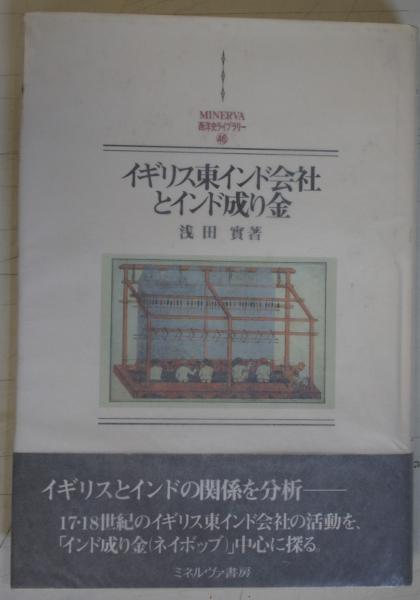 MINERVA
西洋史ライブラリー
46
イギリス東インド会社
とインド成り金
浅田 實著
イギリスとインドの関係を分析――
17・18世紀のイギリス東インド会社の活動を、
「インド成り金(ネイボッブ)」中心に探る。
ミネルヴァ書房